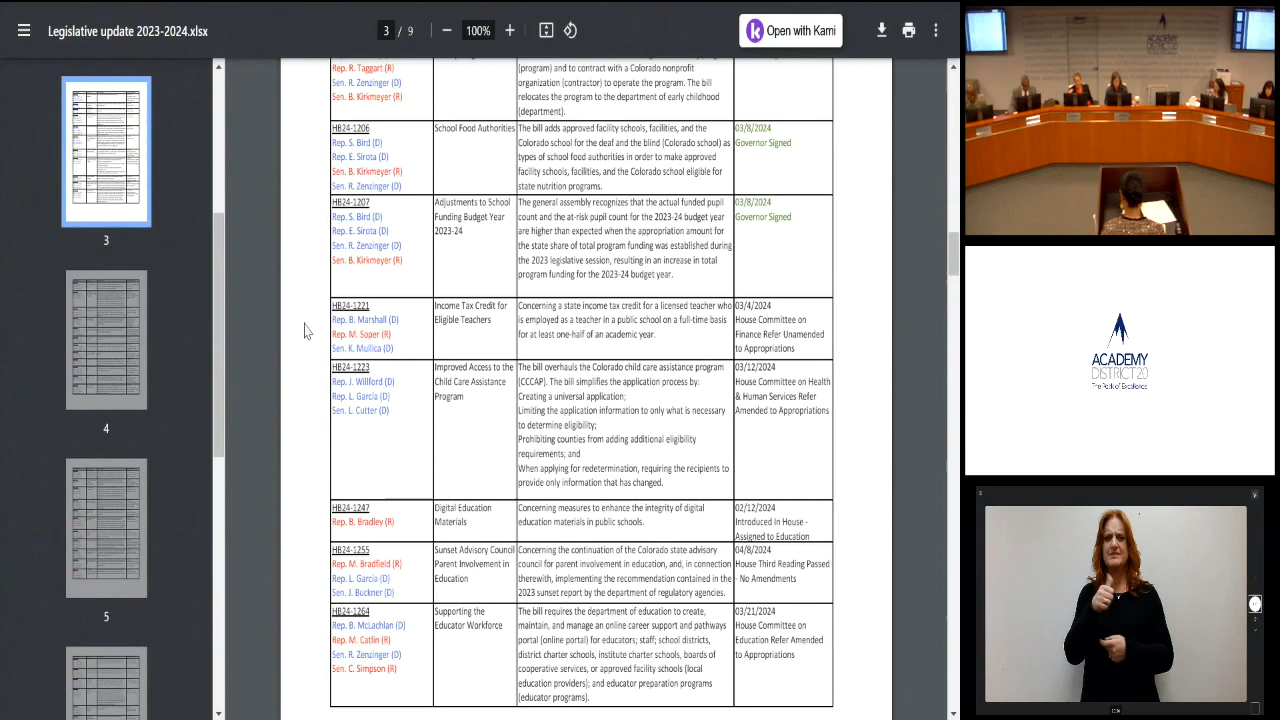 Legislative update 2023-2024.xlsx
3 / 9
100%
Open with Kami
3
4
5
Rep. R. Taggart (R)
Sen. R. Zenzinger (D)
Sen. B. Kirkmeyer (R)
(program) and to contract with a Colorado nonprofit
organization (contractor) to operate the program. The bill
relocates the program to the department of early childhood
(department).
HB24-1206
Rep. S. Bird (D)
Rep. E. Sirota (D)
Sen. B. Kirkmeyer (R)
Sen. R. Zenzinger (D)
School Food Authorities
The bill adds approved facility schools, facilities, and the
Colorado school for the deaf and the blind (Colorado school) as
types of school food authorities in order to make approved
facility schools, facilities, and the Colorado school eligible for
state nutrition programs.
03/8/2024
Governor Signed
HB24-1207
Rep. S. Bird (D)
Rep. E. Sirota (D)
Sen. R. Zenzinger (D)
Sen. B. Kirkmeyer (R)
Adjustments to School
Funding Budget Year
2023-24
The general assembly recognizes that the actual funded pupil
count and the at-risk pupil count for the 2023-24 budget year
are higher than expected when the appropriation amount for
the state share of total program funding was established during
the 2023 legislative session, resulting in an increase in total
program funding for the 2023-24 budget year.
03/8/2024
Governor Signed
HB24-1221
Rep. B. Marshall (D)
Rep. M. Soper (R)
Sen. K. Mullica (D)
Income Tax Credit for
Eligible Teachers
Concerning a state income tax credit for a licensed teacher who
is employed as a teacher in a public school on a full-time basis
for at least one-half of an academic year.
03/4/2024
House Committee on
Finance Refer Unamended
to Appropriations
HB24-1223
Rep. J. Willford (D)
Rep. L. Garcia (D)
Sen. L. Cutter (D)
Improved Access to the
Child Care Assistance
Program
The bill overhauls the Colorado child care assistance program
(CCCAP). The bill simplifies the application process by:
Creating a universal application;
Limiting the application information to only what is necessary
to determine eligibility;
Prohibiting counties from adding additional eligibility
requirements; and
When applying for redetermination, requiring the recipients to
provide only information that has changed.
03/12/2024
House Committee on Health
& Human Services Refer
Amended to Appropriations
HB24-1247
Rep. B. Bradley (R)
Digital Education
Materials
Concerning measures to enhance the integrity of digital
education materials in public schools.
02/12/2024
Introduced In House -
Assigned to Education
HB24-1255
Rep. M. Bradfield (R)
Rep. L. Garcia (D)
Sen. J. Buckner (D)
Sunset Advisory Council
Parent Involvement in
Education
Concerning the continuation of the Colorado state advisory
council for parent involvement in education, and, in connection
therewith, implementing the recommendation contained in the
2023 sunset report by the department of regulatory agencies.
04/8/2024
House Third Reading Passed
- No Amendments
HB24-1264
Rep. B. McLachlan (D)
Rep. M. Catlin (R)
Sen. R. Zenzinger (D)
Sen. C. Simpson (R)
Supporting the
Educator Workforce
The bill requires the department of education to create,
maintain, and manage an online career support and pathways
portal (online portal) for educators; staff; school districts,
district charter schools, institute charter schools, boards of
cooperative services, or approved facility schools (local
education providers); and educator preparation programs
(educator programs).
03/21/2024
House Committee on
Education Refer Amended
to Appropriations
ACADEMY
DISTRICT 20
ACADEMY
DISTRICT20
The Pack of Excellence